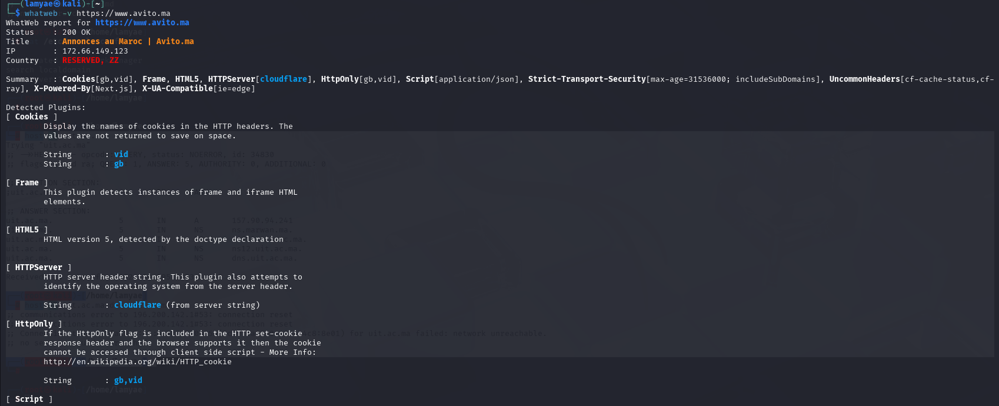 ┌──(lamyae㉿kali)-[~]
└─$ whatweb -v https://www.avito.ma
WhatWeb report for https://www.avito.ma
Status    : 200 OK
Title     : Annonces au Maroc | Avito.ma
IP        : 172.66.149.123
Country   : RESERVED, ZZ
Summary   : Cookies[gb,vid], Frame, HTML5, HTTPServer[cloudflare], HttpOnly[gb,vid], Script[application/json], Strict-Transport-Security[max-age=31536000; includeSubDomains], UncommonHeaders[cf-cache-status,cf-
ray], X-Powered-By[Next.js], X-UA-Compatible[ie=edge]
Detected Plugins:
[ Cookies ]
Display the names of cookies in the HTTP headers. The
values are not returned to save on space.
String       : vid
String       : gb
[ Frame ]
This plugin detects instances of frame and iframe HTML
elements.
[ HTML5 ]
HTML version 5, detected by the doctype declaration
[ HTTPServer ]
HTTP server header string. This plugin also attempts to
identify the operating system from the server header.
String       : cloudflare (from server string)
[ HttpOnly ]
If the HttpOnly flag is included in the HTTP set-cookie
response header and the browser supports it then the cookie
cannot be accessed through client side script - More Info:
http://en.wikipedia.org/wiki/HTTP_cookie
String       : gb,vid
[ Script ]